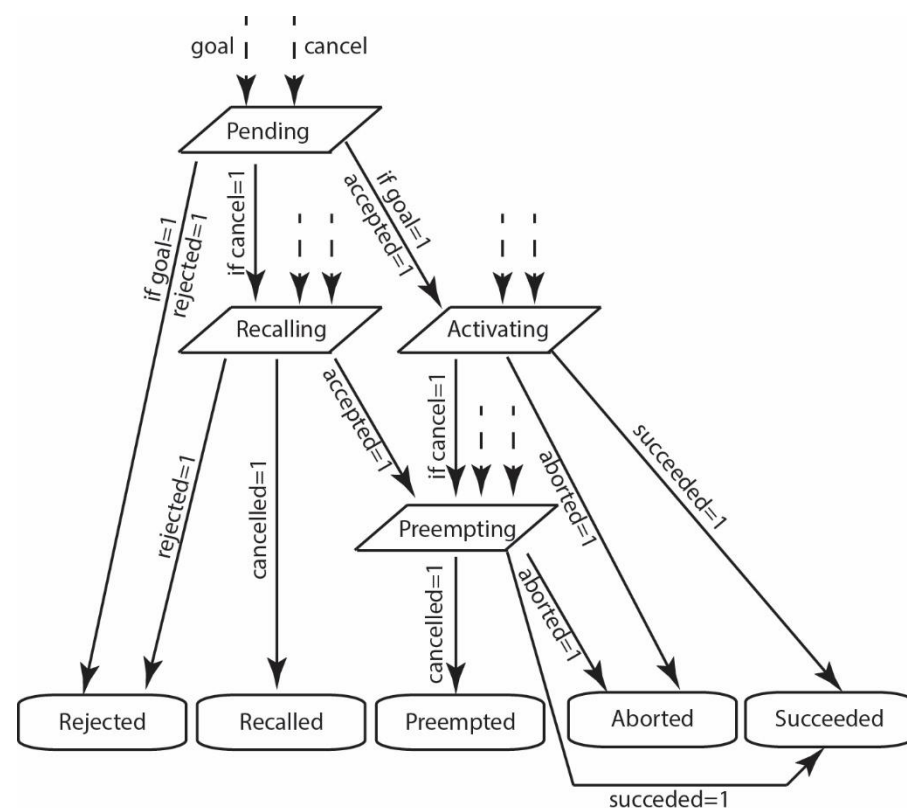 goal
cancel
Pending
if goal=1
rejected=1
if cancel=1
if goal=1
accepted=1
Recalling
Activating
rejected=1
cancelled=1
accepted=1
if cancel=1
aborted=1
succeeded=1
Preempting
cancelled=1
aborted=1
Rejected
Recalled
Preempted
Aborted
Succeeded
succeded=1